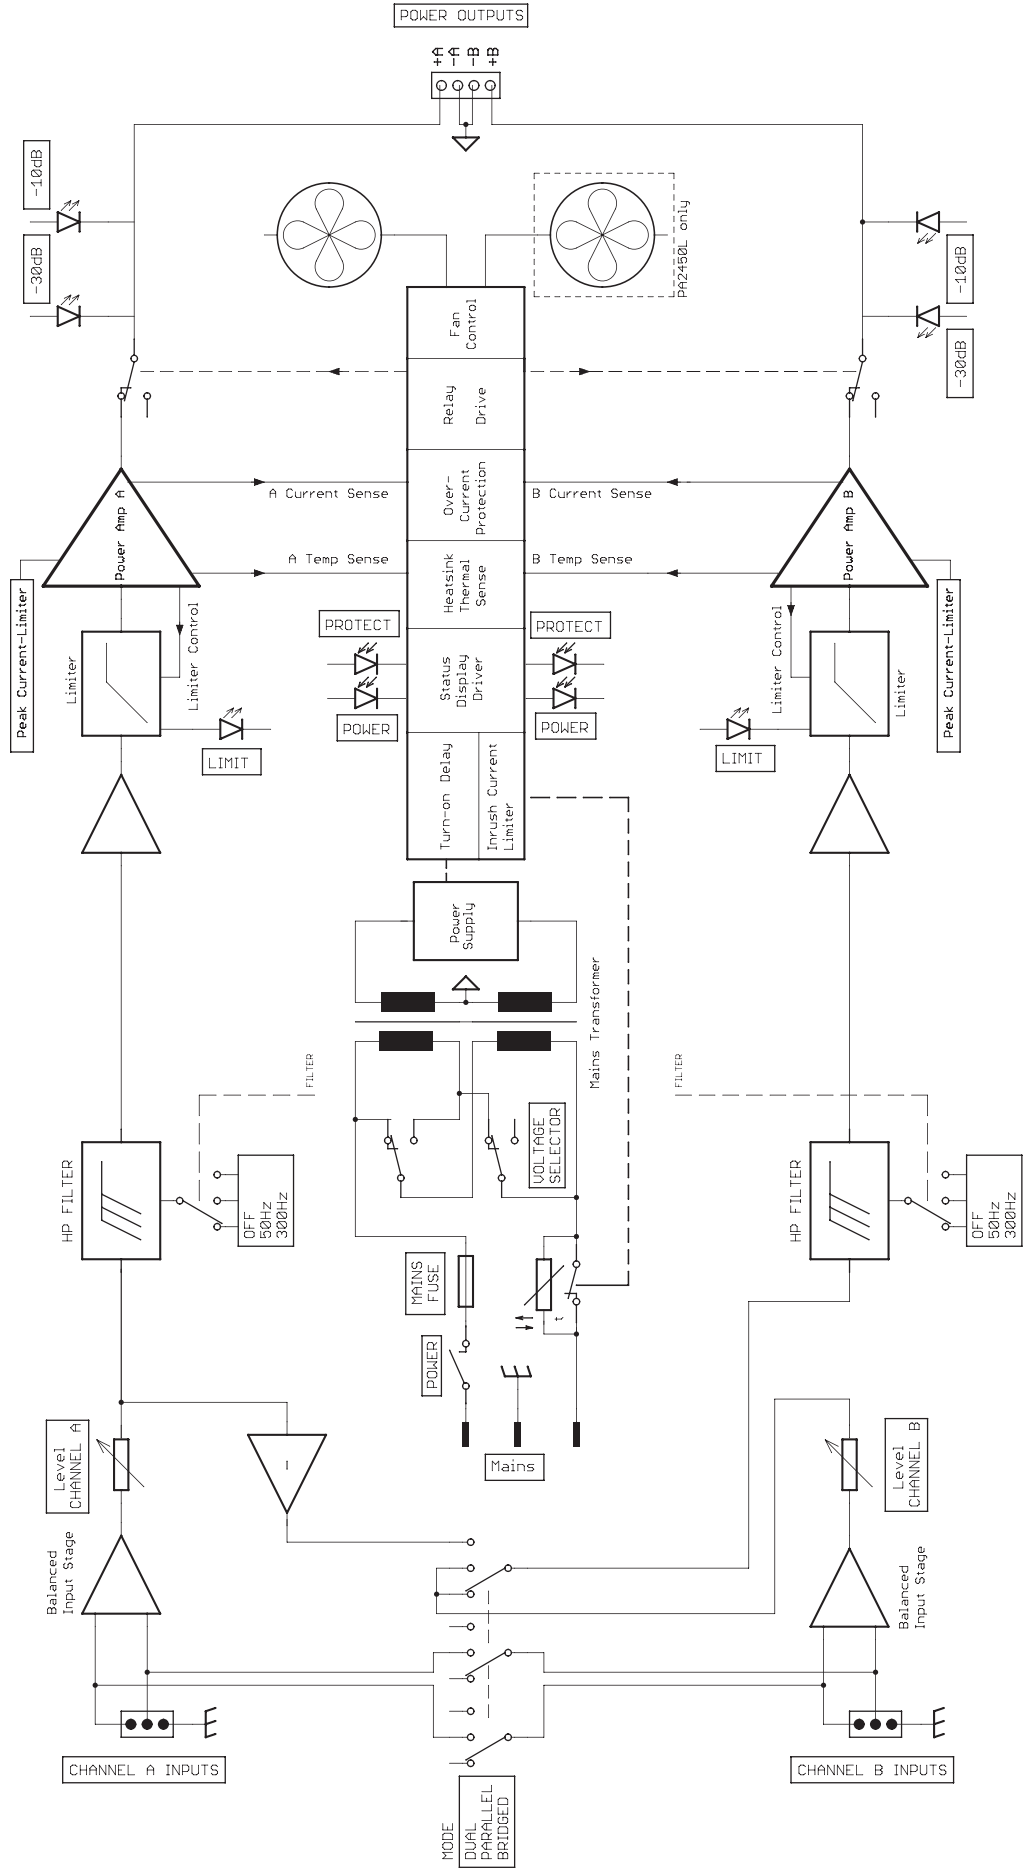 POWER OUTPUTS
+A
-A
-B
+B
-10dB
-30dB
-10dB
-30dB
PA2450L only
Fan
Control
Relay
Drive
Over-
Current
Protection
Heatsink
Thermal
Sense
Status
Display
Driver
Turn-on Delay
Inrush Current
Limiter
A Current Sense
B Current Sense
A Temp Sense
B Temp Sense
Power Amp A
Power Amp B
Peak Current-Limiter
Peak Current-Limiter
Limiter
Limiter Control
Limiter Control
Limiter
LIMIT
LIMIT
PROTECT
PROTECT
POWER
POWER
Power
Supply
Mains Transformer
FILTER
FILTER
HP FILTER
OFF
50Hz
300Hz
HP FILTER
OFF
50Hz
300Hz
VOLTAGE
SELECTOR
MAINS
FUSE
t
POWER
Mains
Level
CHANNEL A
Level
CHANNEL B
Balanced
Input Stage
Balanced
Input Stage
CHANNEL A INPUTS
CHANNEL B INPUTS
MODE
DUAL
PARALLEL
BRIDGED